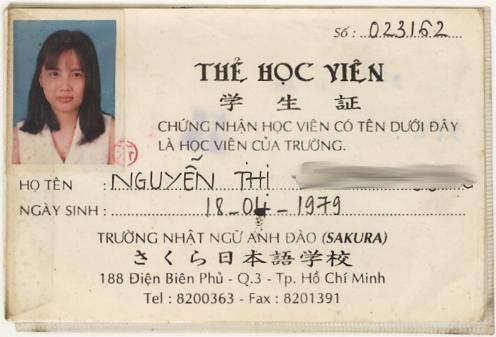 Số : 023162
THẺ HỌC VIÊN
学生証
CHỨNG NHẬN HỌC VIÊN CÓ TÊN DƯỚI ĐÂY
LÀ HỌC VIÊN CỦA TRƯỜNG.
HỌ TÊN : NGUYỄN THỊ
NGÀY SINH : 18-04-1979
TRƯỜNG NHẬT NGỮ ANH ĐÀO (SAKURA)
さくら日本語学校
188 Điện Biên Phủ - Q.3 - Tp. Hồ Chí Minh
Tel : 8200363 - Fax : 8201391